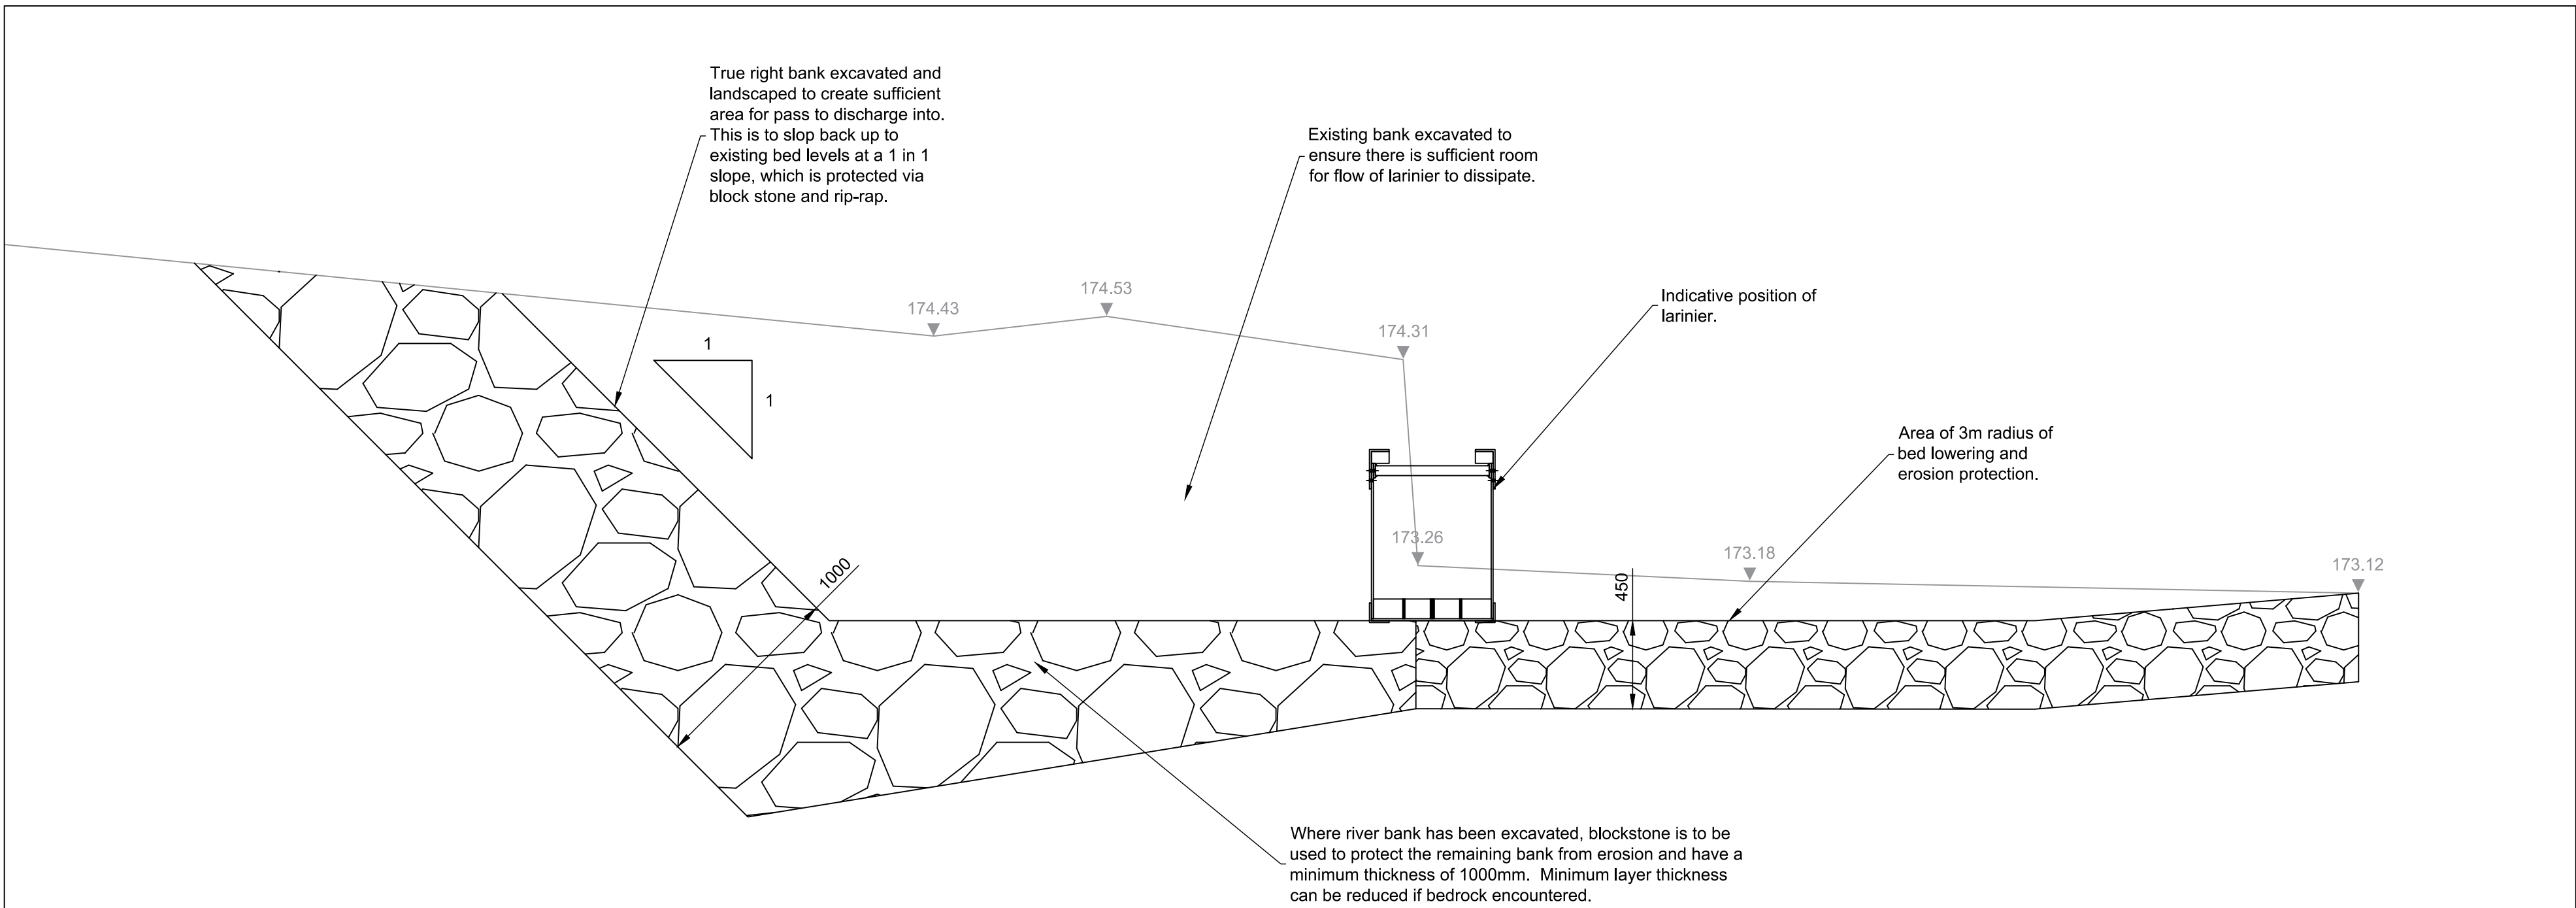 True right bank excavated and
landscaped to create sufficient
area for pass to discharge into.
This is to slop back up to
existing bed levels at a 1 in 1
slope, which is protected via
block stone and rip-rap.
Existing bank excavated to
ensure there is sufficient room
for flow of larinier to dissipate.
174.43
174.53
174.31
Indicative position of
larinier.
1
1
Area of 3m radius of
bed lowering and
erosion protection.
1000
173.26
450
173.18
173.12
Where river bank has been excavated, blockstone is to be
used to protect the remaining bank from erosion and have a
minimum thickness of 1000mm.  Minimum layer thickness
can be reduced if bedrock encountered.